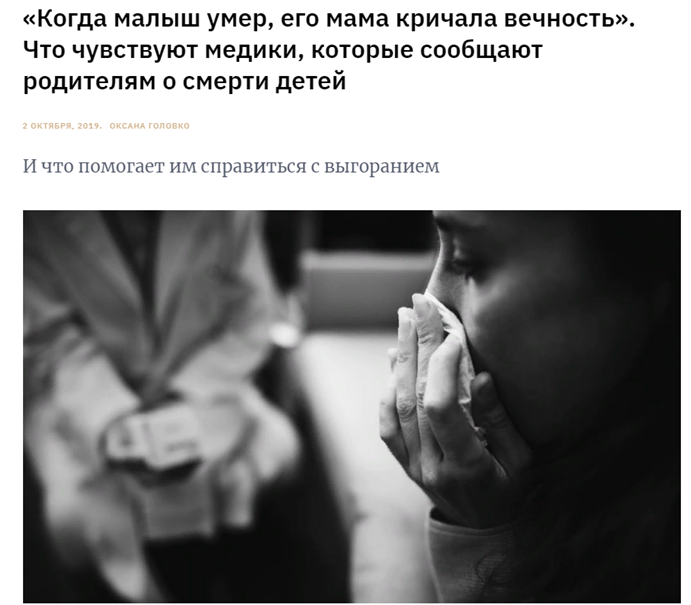 «Когда малыш умер, его мама кричала вечность».
Что чувствуют медики, которые сообщают
родителям о смерти детей
2 ОКТЯБРЯ, 2019. ОКСАНА ГОЛОВКО
И что помогает им справиться с выгоранием